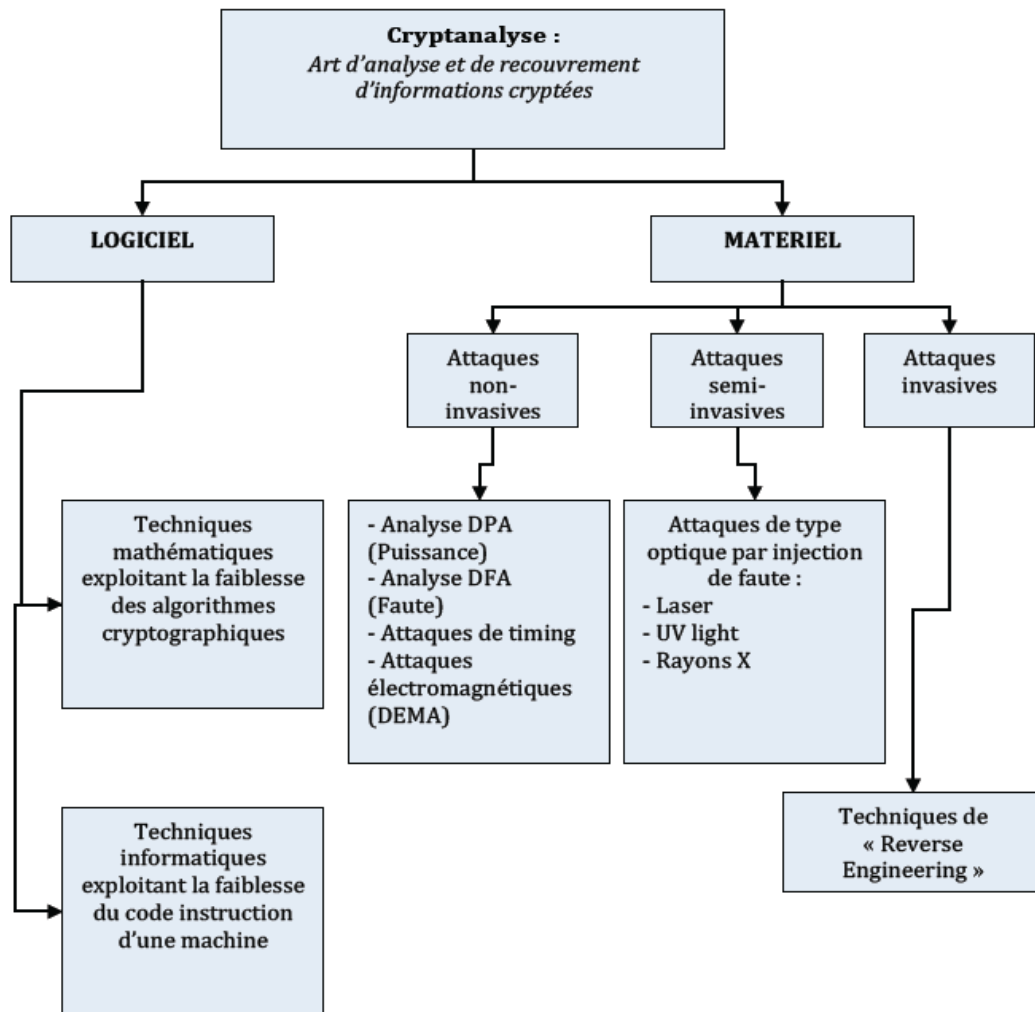 Cryptanalyse :
Art d'analyse et de recouvrement
d'informations cryptées
LOGICIEL
MATERIEL
Attaques
non-
invasives
Attaques
semi-
invasives
Attaques
invasives
Techniques
mathématiques
exploitant la faiblesse
des algorithmes
cryptographiques
- Analyse DPA
(Puissance)
- Analyse DFA
(Faute)
- Attaques de timing
- Attaques
électromagnétiques
(DEMA)
Attaques de type
optique par injection
de faute :
- Laser
- UV light
- Rayons X
Techniques
informatiques
exploitant la faiblesse
du code instruction
d'une machine
Techniques de
« Reverse
Engineering »